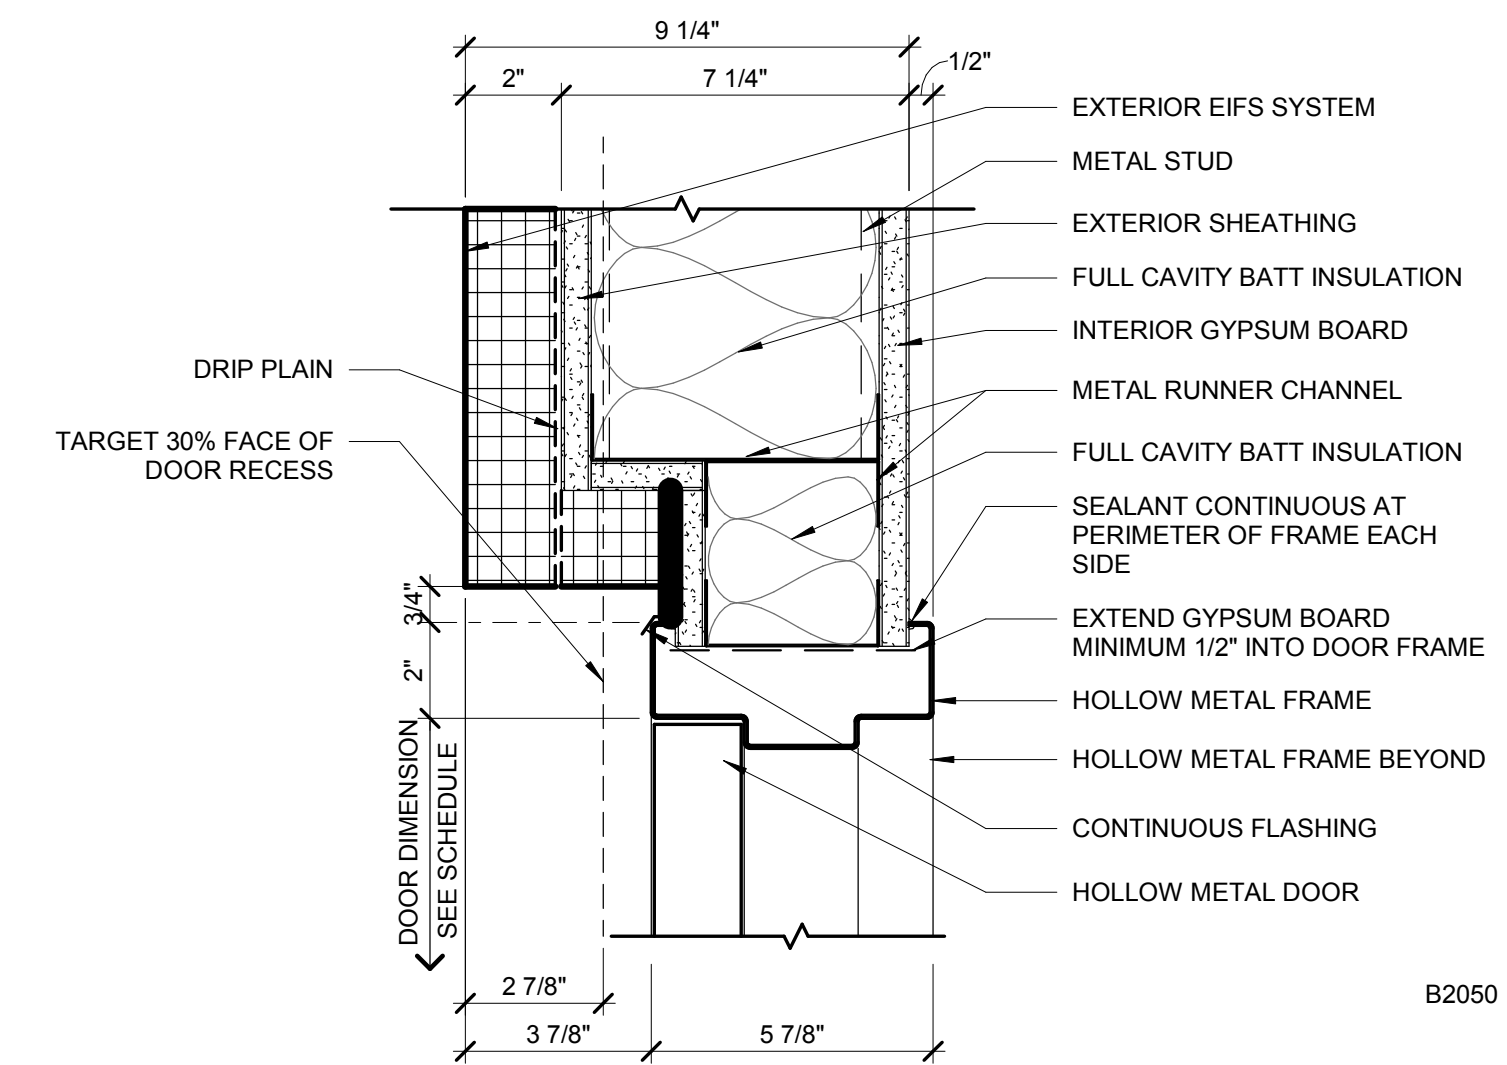 9 1/4"
2"
7 1/4"
1/2"
EXTERIOR EIFS SYSTEM
METAL STUD
EXTERIOR SHEATHING
FULL CAVITY BATT INSULATION
INTERIOR GYPSUM BOARD
DRIP PLAIN
METAL RUNNER CHANNEL
TARGET 30% FACE OF
DOOR RECESS
FULL CAVITY BATT INSULATION
SEALANT CONTINUOUS AT
PERIMETER OF FRAME EACH
SIDE
3/4"
EXTEND GYPSUM BOARD
MINIMUM 1/2" INTO DOOR FRAME
2"
HOLLOW METAL FRAME
HOLLOW METAL FRAME BEYOND
DOOR DIMENSION
SEE SCHEDULE
CONTINUOUS FLASHING
HOLLOW METAL DOOR
2 7/8"
B2050
3 7/8"
5 7/8"